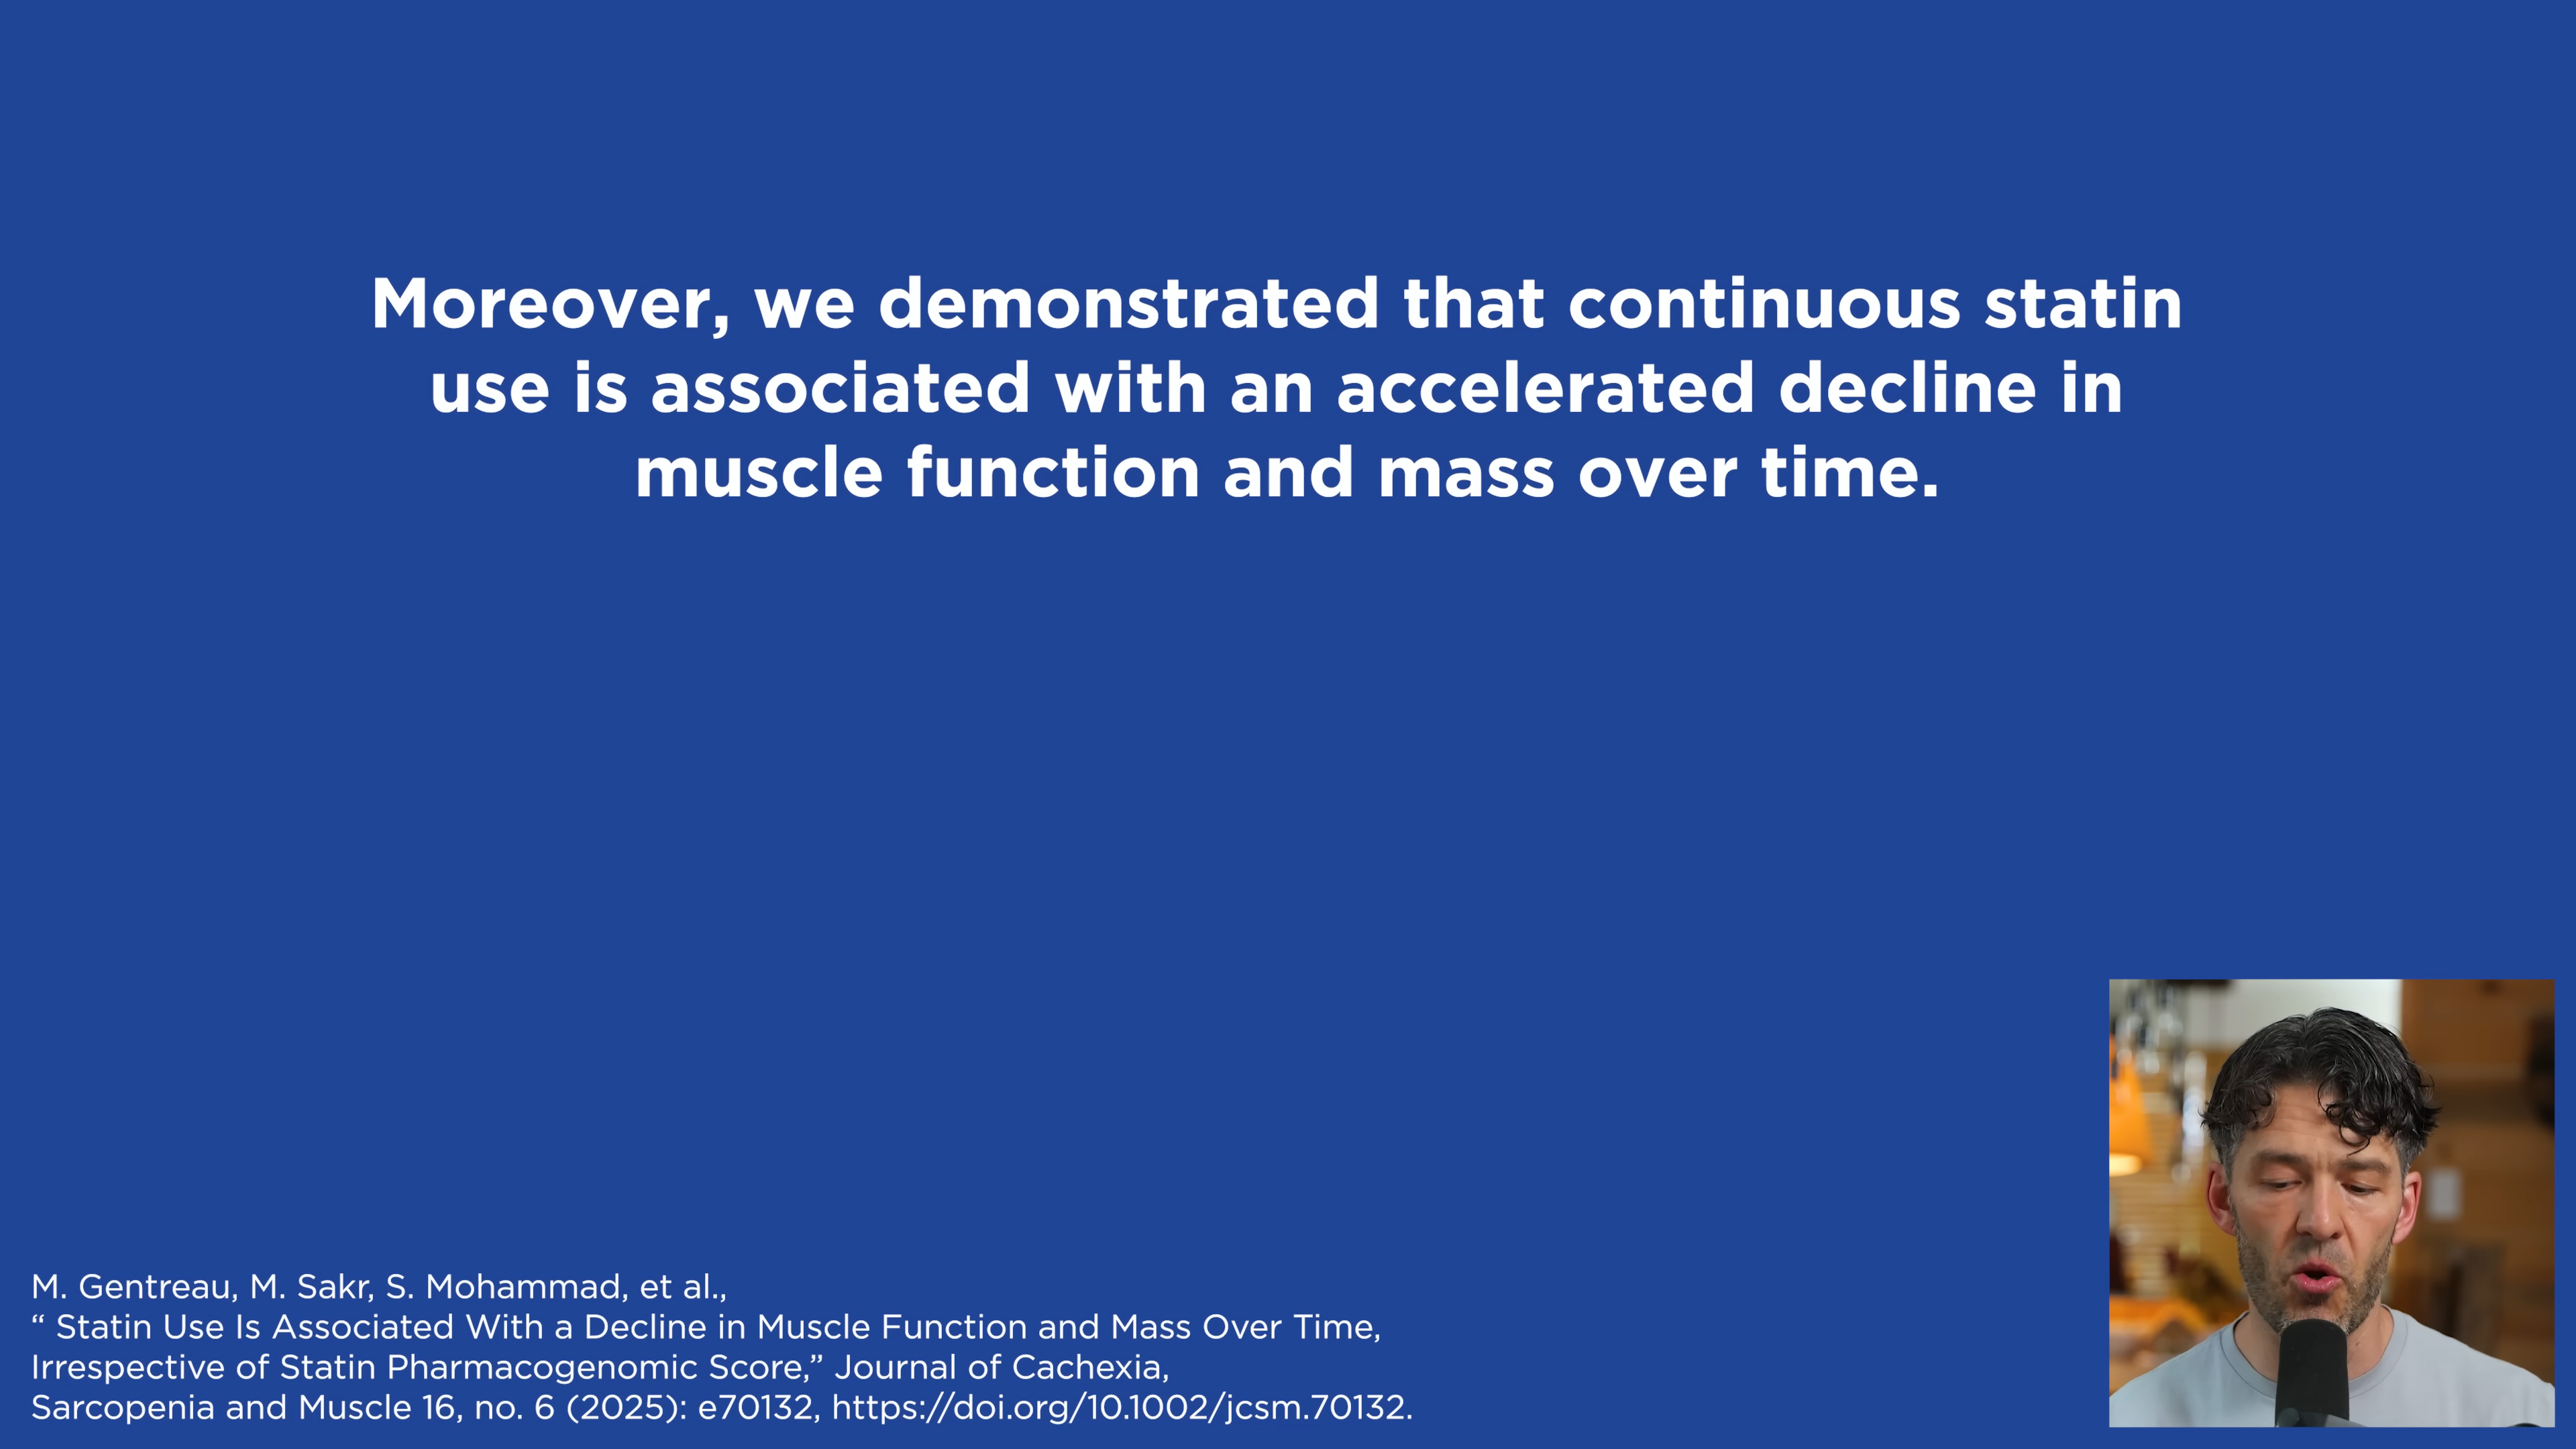 Moreover, we demonstrated that continuous statin
use is associated with an accelerated decline in
muscle function and mass over time.
M. Gentreau, M. Sakr, S. Mohammad, et al.,
“ Statin Use Is Associated With a Decline in Muscle Function and Mass Over Time,
Irrespective of Statin Pharmacogenomic Score,” Journal of Cachexia,
Sarcopenia and Muscle 16, no. 6 (2025): e70132, https://doi.org/10.1002/jcsm.70132.